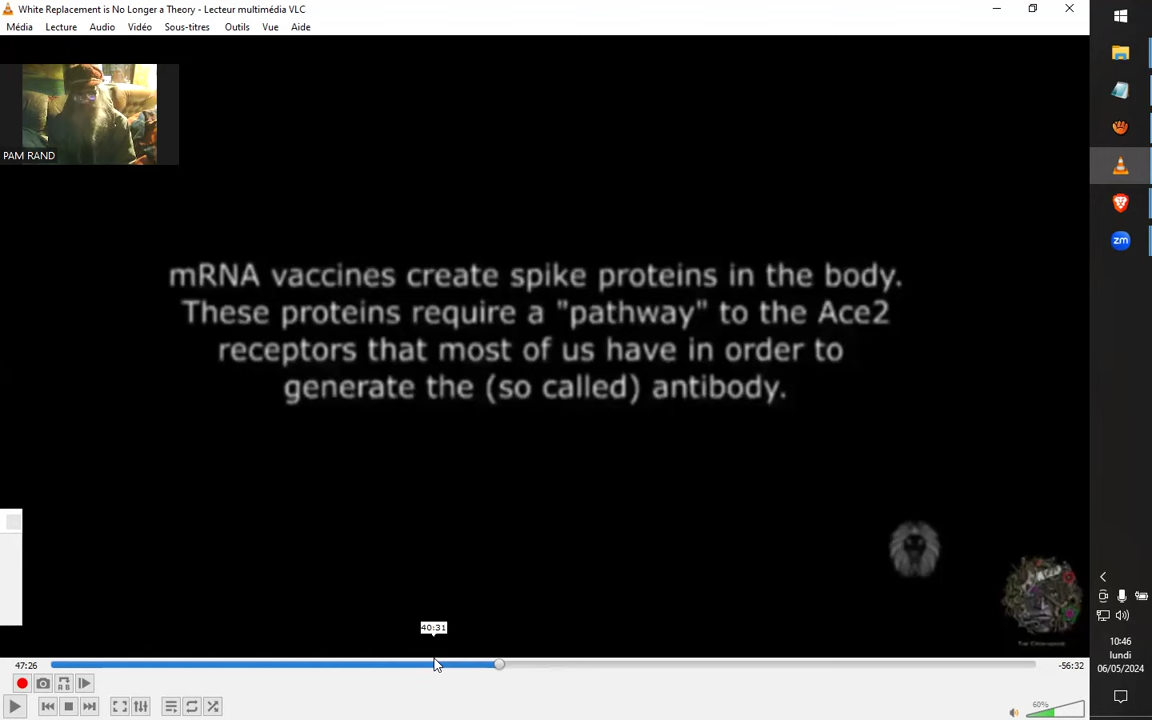 White Replacement is No Longer a Theory - Lecteur multimédia VLC
Média Lecture Audio Vidéo Sous-titres Outils Vue Aide
PAM RAND
mRNA vaccines create spike proteins in the body.
These proteins require a "pathway" to the Ace2
receptors that most of us have in order to
generate the (so called) antibody.
40:31
47:26
-56:32
60%
zm
10:46
lundi
06/05/2024